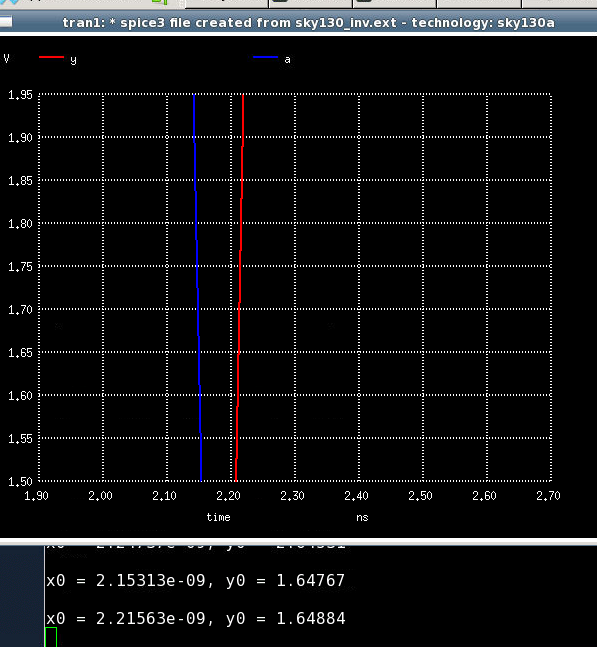 tran1: * spice3 file created from sky130_inv.ext - technology: sky130a
V y a
1.95
1.90
1.85
1.80
1.75
1.70
1.65
1.60
1.55
1.50
1.90 2.00 2.10 2.20 2.30 2.40 2.50 2.60 2.70
time ns
x0 = 2.15313e-09, y0 = 1.64767
x0 = 2.21563e-09, y0 = 1.64884